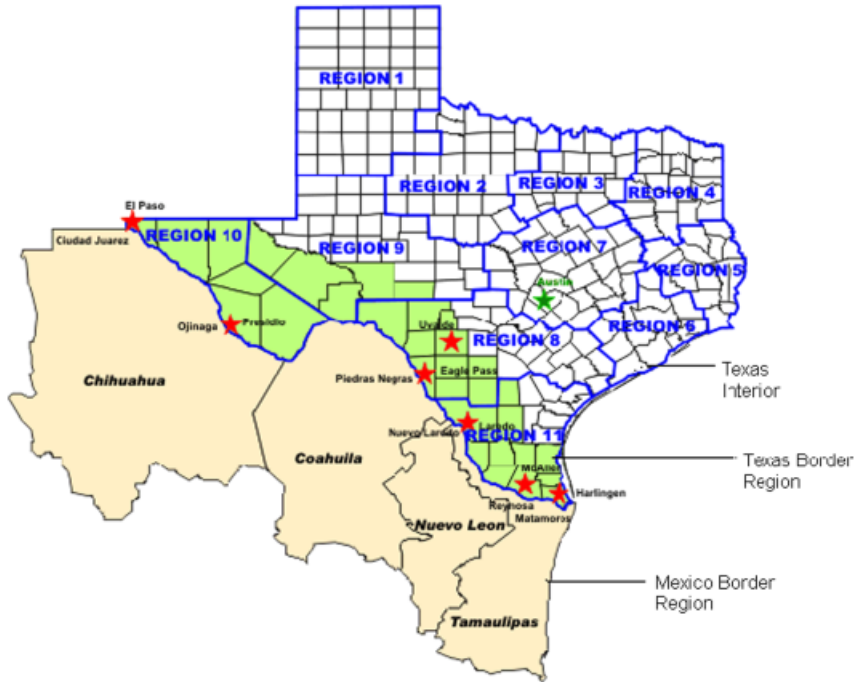 REGION 1
REGION 2
REGION 3
REGION 4
El Paso
REGION 10
Ciudad Juarez
REGION 9
REGION 7
REGION 5
Austin
Ojinaga
Presidio
Uvalde
REGION 8
REGION 6
Texas
Interior
Chihuahua
Piedras Negras
Eagle Pass
Nuevo Laredo
Laredo
REGION 11
Coahuila
McAllen
Texas Border
Region
Harlingen
Reynosa
Matamoros
Nuevo Leon
Mexico Border
Region
Tamaulipas